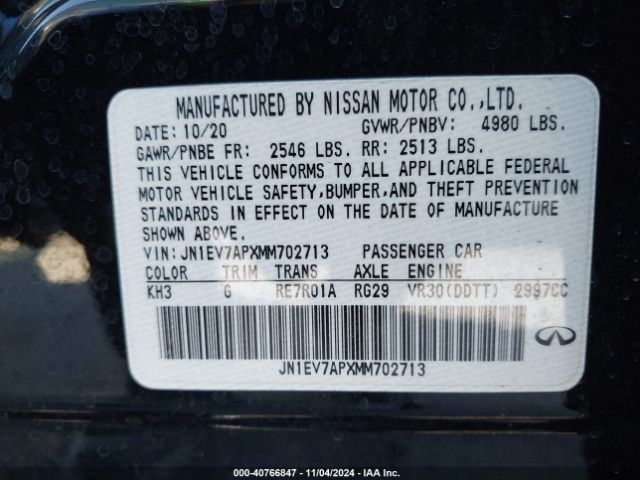 MANUFACTURED BY NISSAN MOTOR CO.,LTD.
DATE: 10/20 GVWR/PNBV: 4980 LBS.
GAWR/PNBE FR: 2546 LBS. RR: 2513 LBS.
THIS VEHICLE CONFORMS TO ALL APPLICABLE FEDERAL
MOTOR VEHICLE SAFETY,BUMPER,AND THEFT PREVENTION
STANDARDS IN EFFECT ON THE DATE OF MANUFACTURE
SHOWN ABOVE.
VIN: JN1EV7APXMM702713 PASSENGER CAR
COLOR TRIM TRANS AXLE ENGINE
KH3 G RE7R01A RG29 VR30(DDTT) 2997CC
JN1EV7APXMM702713
000-40766847 - 11/04/2024 - IAA Inc.